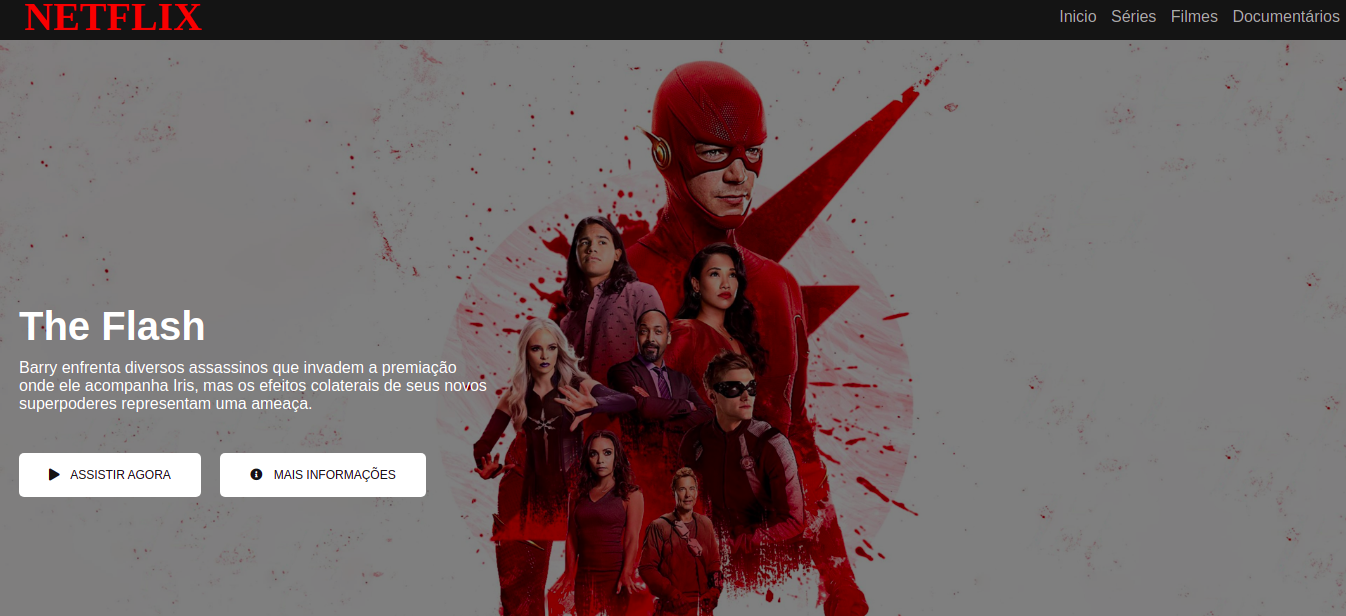 NETFLIX
Inicio Séries Filmes Documentários
The Flash
Barry enfrenta diversos assassinos que invadem a premiação
onde ele acompanha Iris, mas os efeitos colaterais de seus novos
superpoderes representam uma ameaça.
ASSISTIR AGORA
MAIS INFORMAÇÕES